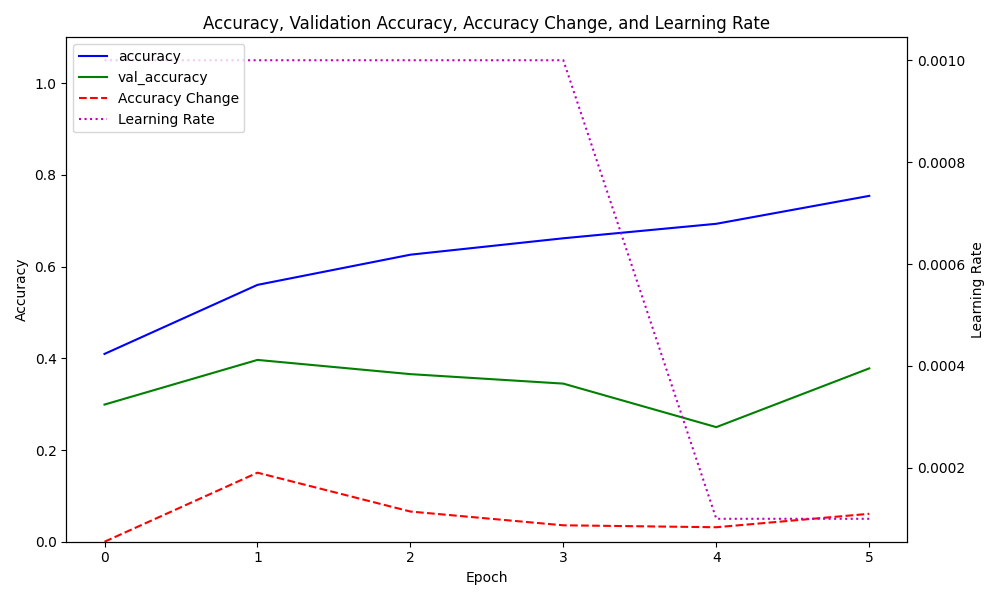 Accuracy, Validation Accuracy, Accuracy Change, and Learning Rate
accuracy
val_accuracy
Accuracy Change
Learning Rate
Accuracy
1.0
0.8
0.6
0.4
0.2
0.0
0.0010
0.0008
0.0006
0.0004
0.0002
Learning Rate
0 1 2 3 4 5
Epoch